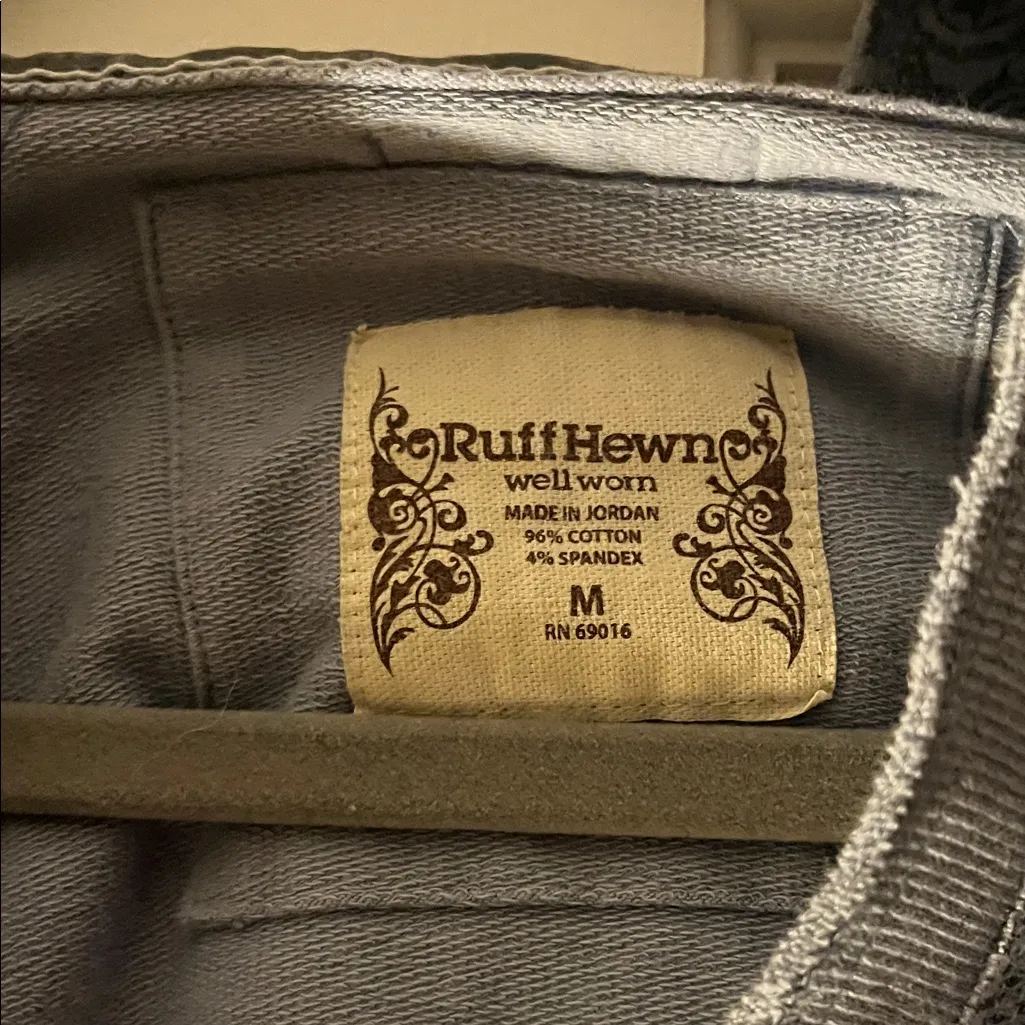 RuffHewn
well worn
MADE IN JORDAN
96% COTTON
4% SPANDEX
M
RN 69016